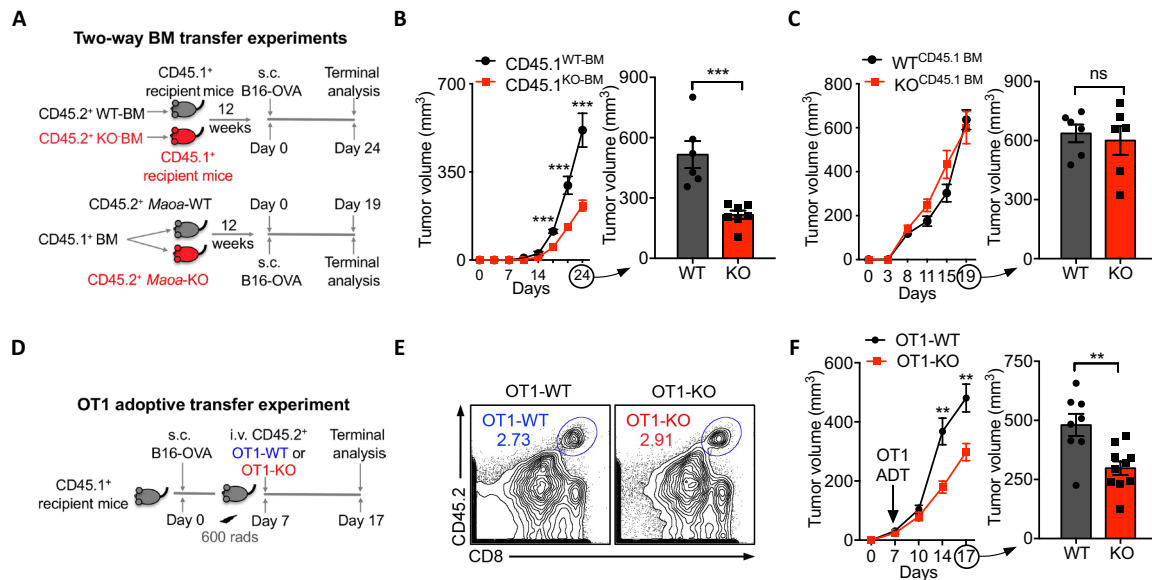 A
Two-way BM transfer experiments
CD45.1⁺
recipient mice
s.c.
B16-OVA
Terminal
analysis
CD45.2⁺ WT-BM
CD45.2⁺ KO-BM
12
weeks
Day 0
Day 24
CD45.1⁺
recipient mice
CD45.2⁺ Maoa-WT
Day 0
Day 19
CD45.1⁺ BM
12
weeks
CD45.2⁺ Maoa-KO
s.c.
B16-OVA
Terminal
analysis
B
CD45.1^WT-BM
CD45.1^KO-BM
Tumor volume (mm³)
700
350
0
***
***
***
0 7 14 24
Days
Tumor volume (mm³)
900
600
300
0
***
WT KO
C
WT^CD45.1 BM
KO^CD45.1 BM
Tumor volume (mm³)
800
600
400
200
0
0 3 8 11 15 19
Days
Tumor volume (mm³)
900
600
300
0
ns
WT KO
D
OT1 adoptive transfer experiment
s.c.
B16-OVA
i.v. CD45.2⁺
OT1-WT or
OT1-KO
Terminal
analysis
CD45.1⁺
recipient mice
Day 0
Day 7
Day 17
600 rads
E
OT1-WT
OT1-KO
OT1-WT
2.73
OT1-KO
2.91
CD45.2
CD8
F
OT1-WT
OT1-KO
Tumor volume (mm³)
600
400
200
0
OT1
ADT
**
**
0 7 10 14 17
Days
Tumor volume (mm³)
750
500
250
0
**
WT KO